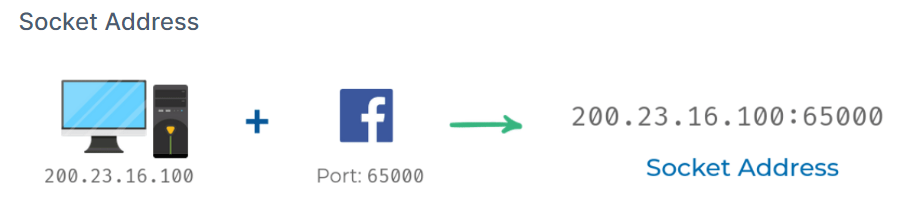 Socket Address
+
f
200.23.16.100
Port: 65000
200.23.16.100:65000
Socket Address